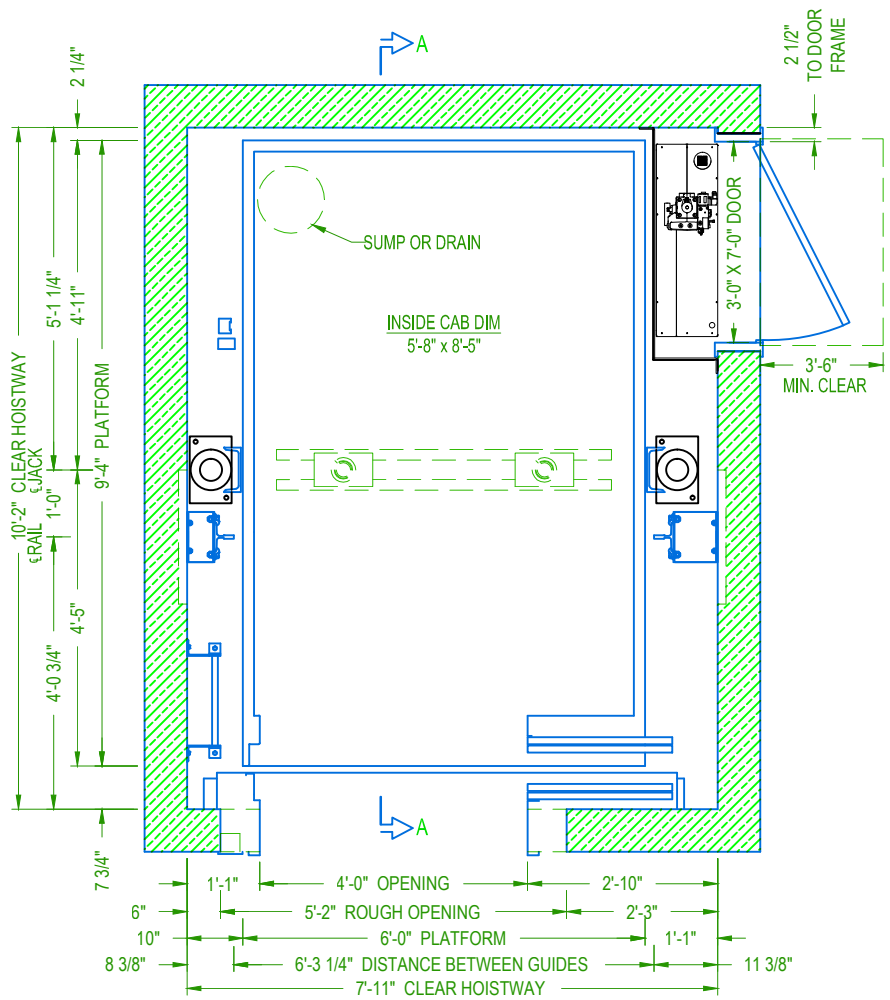 A
2 1/4"
2 1/2"
TO DOOR
FRAME
SUMP OR DRAIN
3'-0" X 7'-0" DOOR
INSIDE CAB DIM
5'-8" x 8'-5"
3'-6"
MIN. CLEAR
10'-2" CLEAR HOISTWAY
5'-1 1/4"
4'-11"
9'-4" PLATFORM
℄JACK
1'-0"
℄RAIL
4'-5"
4'-0 3/4"
7 3/4"
A
1'-1"
4'-0" OPENING
2'-10"
6"
5'-2" ROUGH OPENING
2'-3"
10"
6'-0" PLATFORM
1'-1"
8 3/8"
6'-3 1/4" DISTANCE BETWEEN GUIDES
11 3/8"
7'-11" CLEAR HOISTWAY